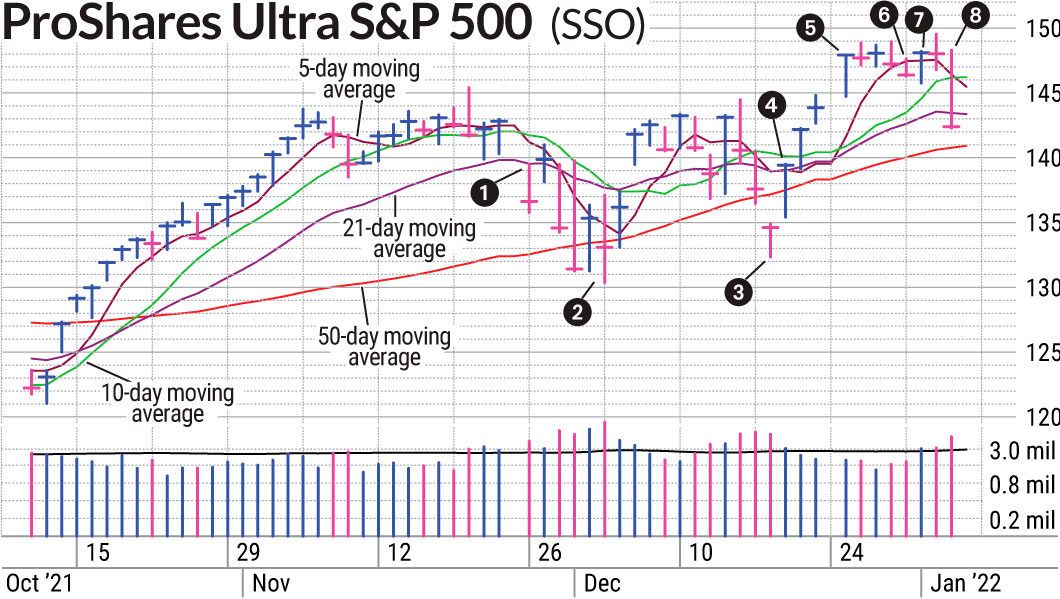 ProShares Ultra S&P 500 (SSO)
5-day moving
average
21-day moving
average
50-day moving
average
10-day moving
average
1
2
3
4
5
6
7
8
150
145
140
135
130
125
120
3.0 mil
0.8 mil
0.2 mil
15
29
12
26
10
24
Oct ’21
Nov
Dec
Jan ’22